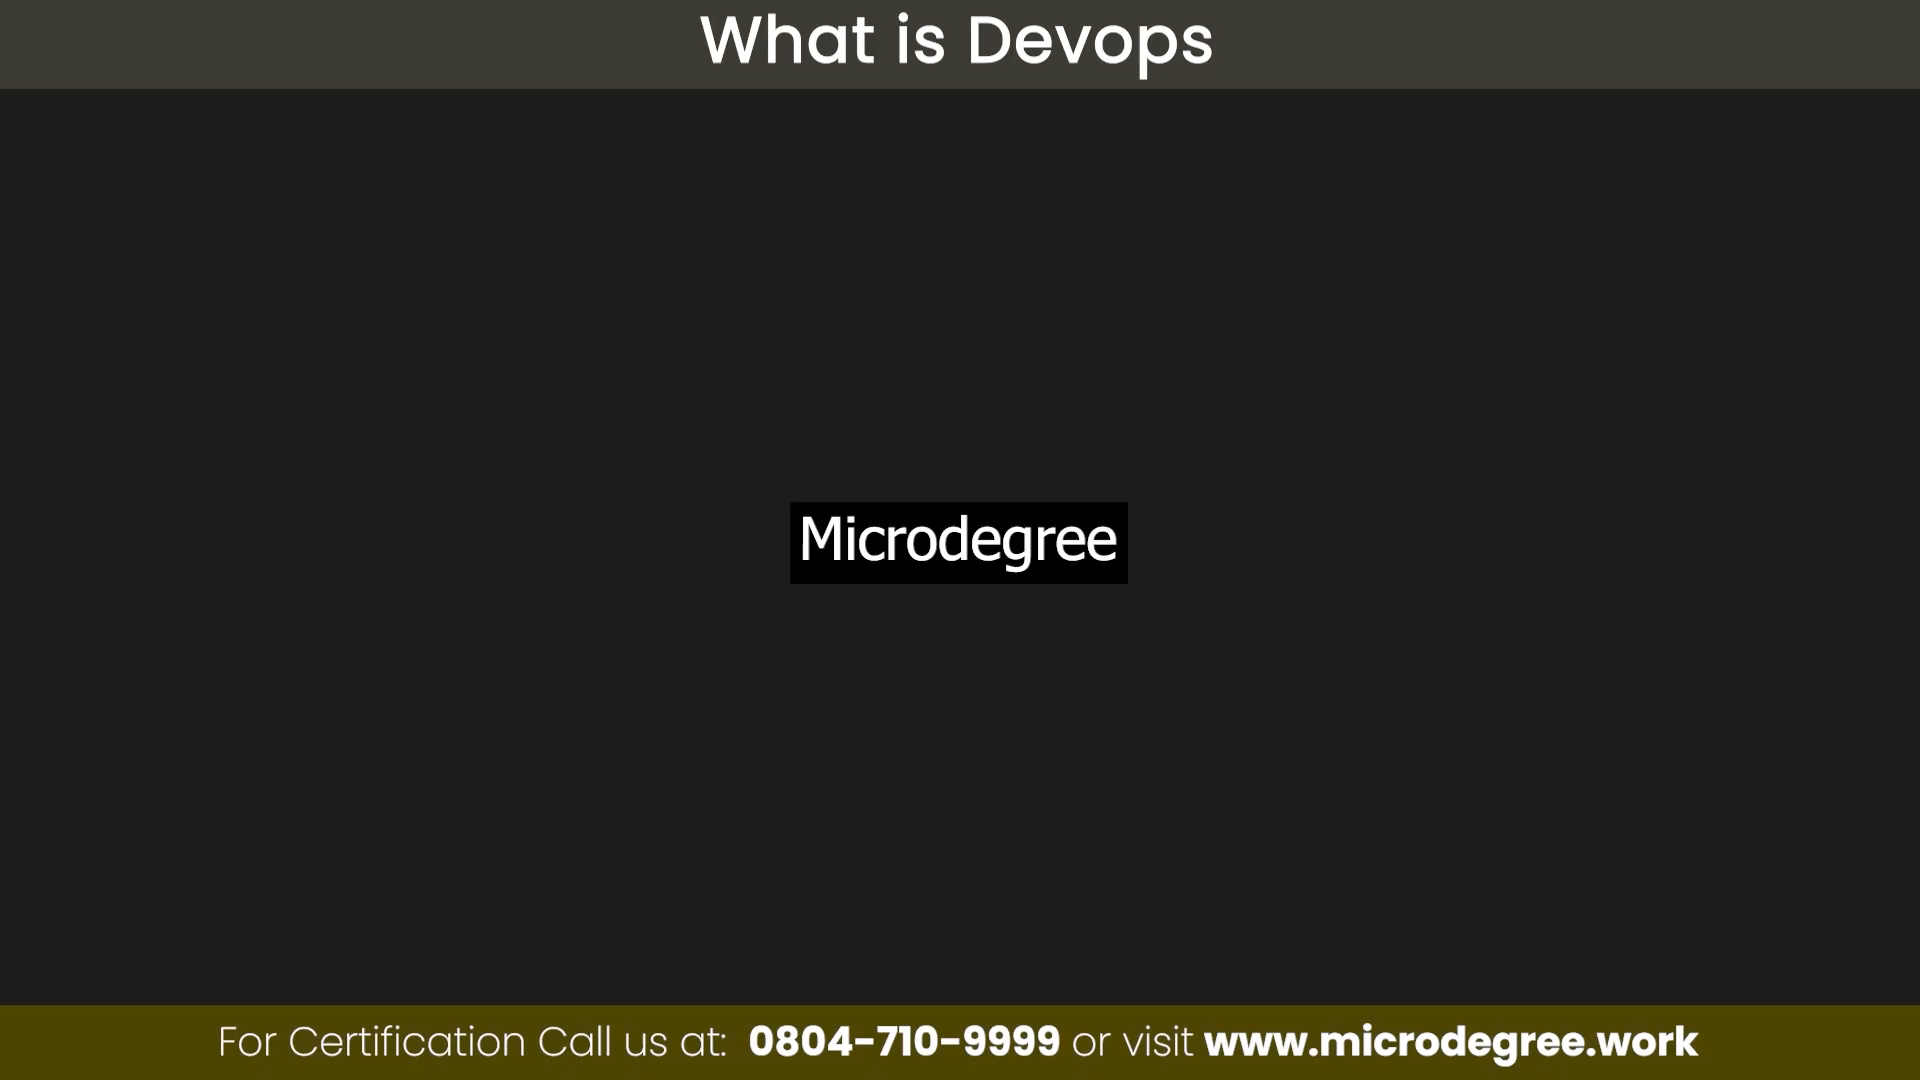 What is Devops
Microdegree
For Certification Call us at: 0804-710-9999 or visit www.microdegree.work